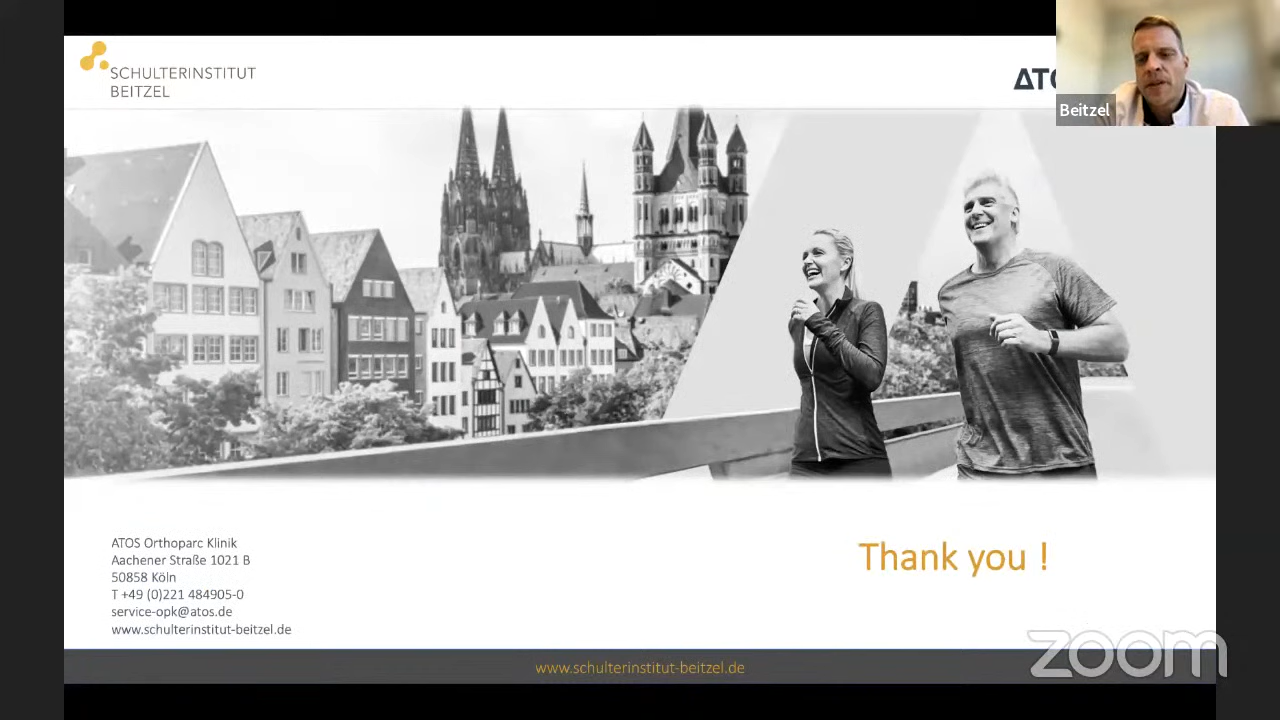 SCHULTERINSTITUT
BEITZEL
Beitzel
ATOS Orthoparc Klinik
Aachener Straße 1021 B
50858 Köln
T +49 (0)221 484905-0
service-opk@atos.de
www.schulterinstitut-beitzel.de
Thank you !
www.schulterinstitut-beitzel.de
zoom